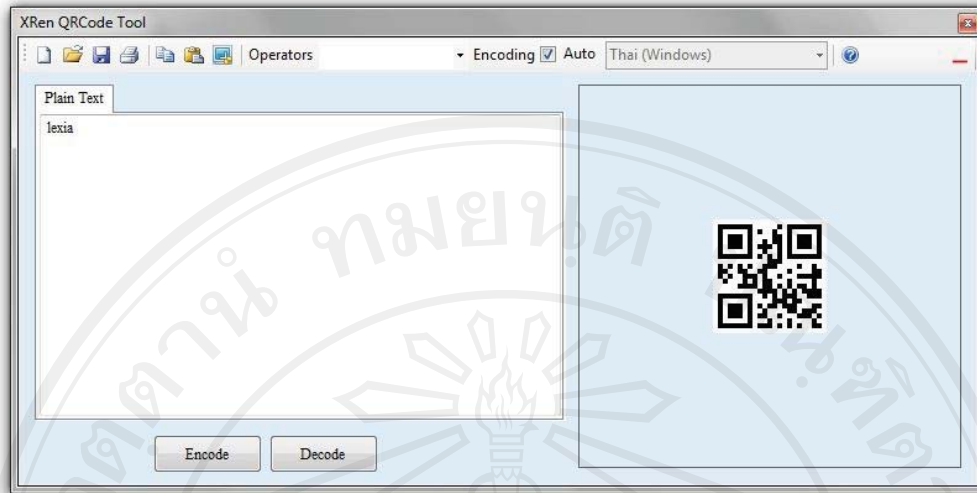 XRen QRCode Tool
Operators Encoding Auto Thai (Windows)
Plain Text
lexia
Encode Decode